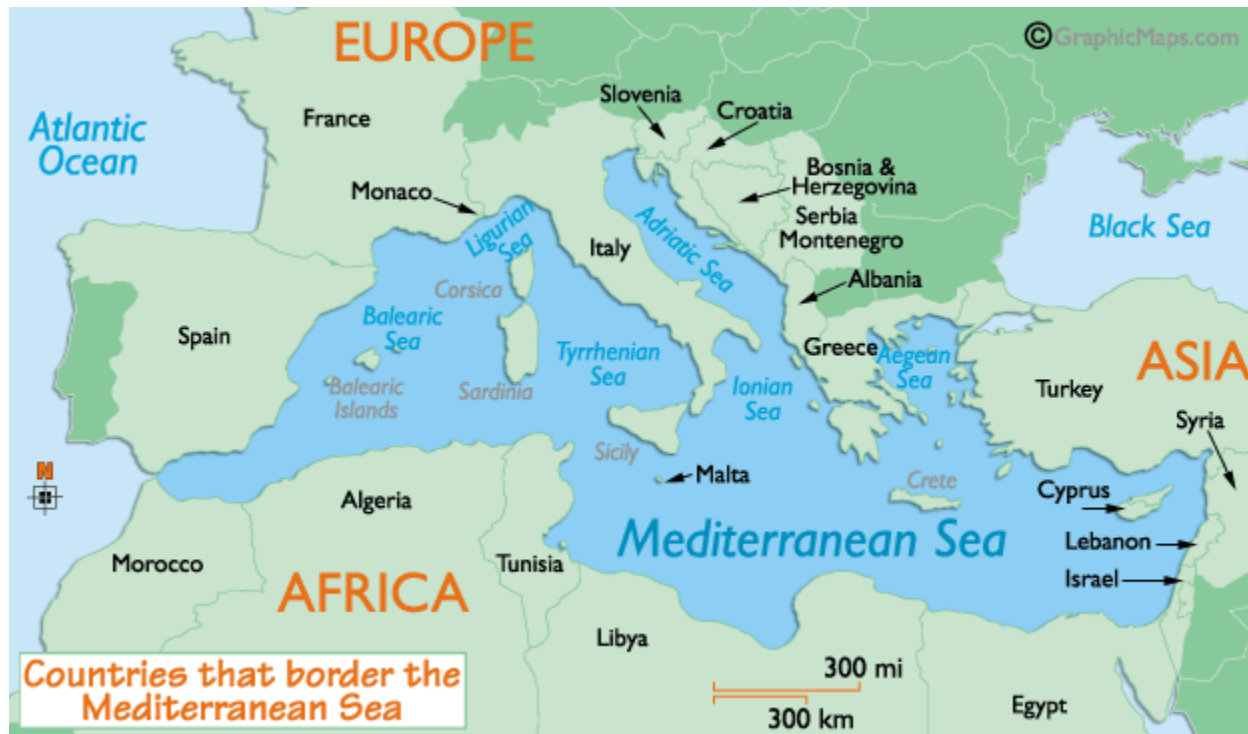 EUROPE
©GraphicMaps.com
Slovenia
Croatia
France
Atlantic
Ocean
Bosnia &
Herzegovina
Monaco
Ligurian
Sea
Adriatic Sea
Serbia
Montenegro
Black Sea
Italy
Albania
Corsica
Balearic
Sea
Spain
Tyrrhenian
Sea
Greece
Aegean
Sea
ASIA
Balearic
Islands
Sardinia
Ionian
Sea
Turkey
Syria
Sicily
Malta
Crete
Cyprus
N
Algeria
Mediterranean Sea
Lebanon
Morocco
Tunisia
Israel
AFRICA
Libya
300 mi
300 km
Egypt
Countries that border the
Mediterranean Sea